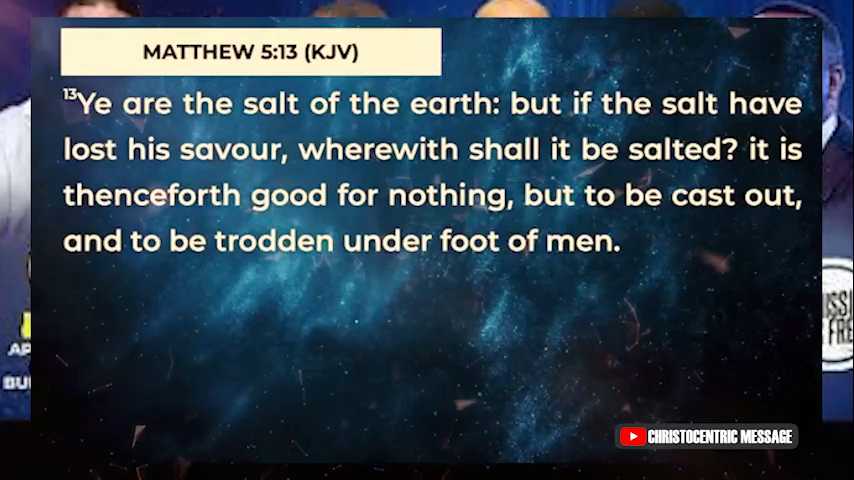 MATTHEW 5:13 (KJV)
13Ye are the salt of the earth: but if the salt have
lost his savour, wherewith shall it be salted? it is
thenceforth good for nothing, but to be cast out,
and to be trodden under foot of men.
CHRISTOCENTRIC MESSAGE